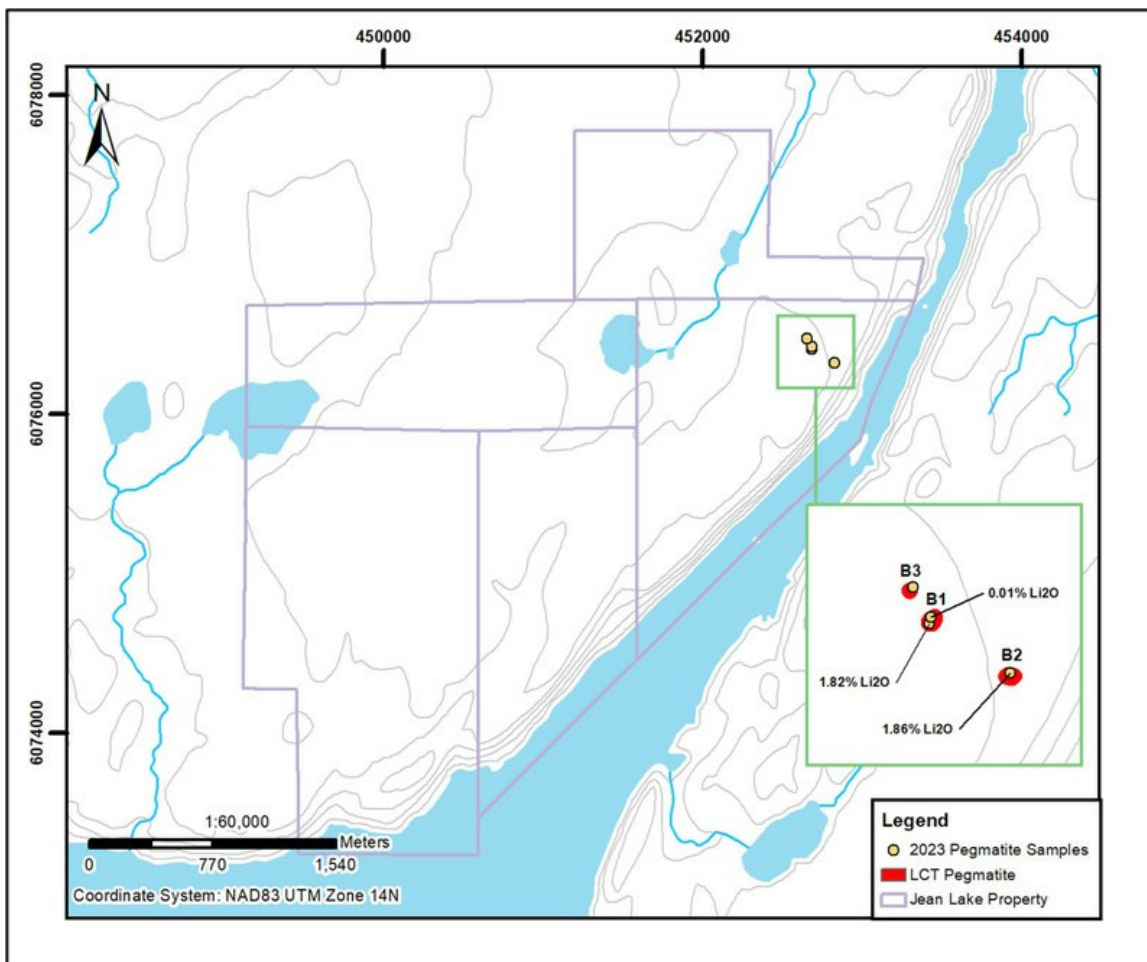 450000
452000
454000
6078000
N
6076000
6074000
B3
B1
0.01% Li2O
B2
1.82% Li2O
1.86% Li2O
1:60,000
Meters
0
770
1,540
Coordinate System: NAD83 UTM Zone 14N
Legend
2023 Pegmatite Samples
LCT Pegmatite
Jean Lake Property